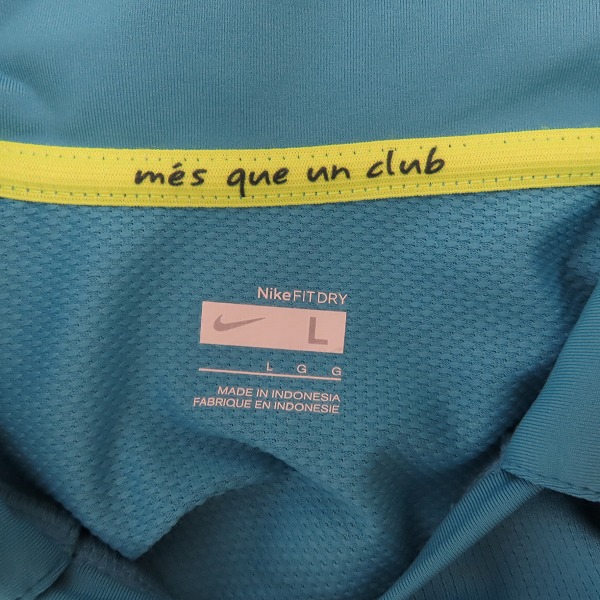 més que un club
NikeFIT DRY
L
L G G
MADE IN INDONESIA
FABRIQUE EN INDONESIE